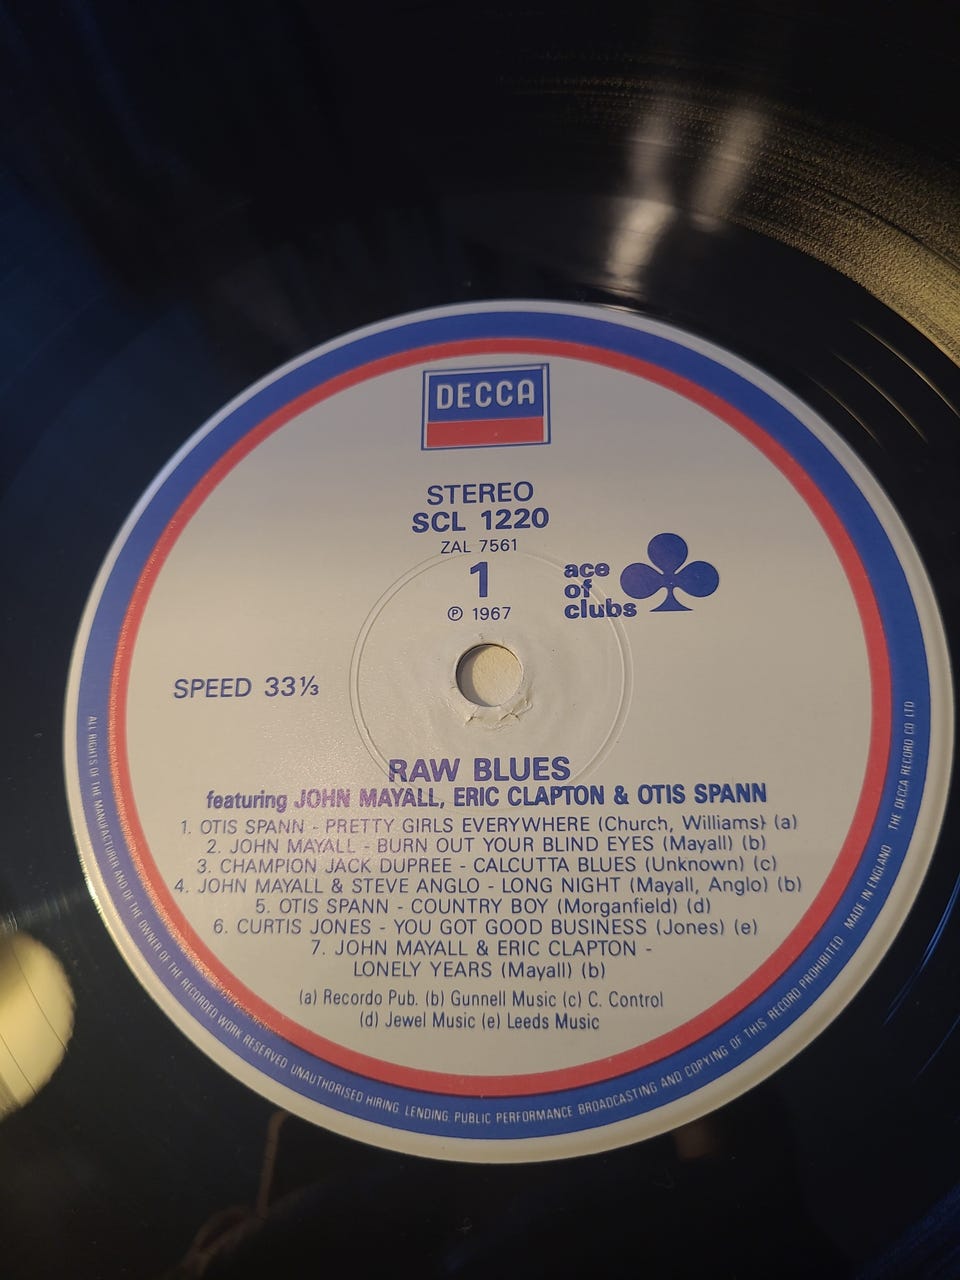 DECCA
STEREO
SCL 1220
ZAL 7561
1
℗ 1967
ace
of
clubs
SPEED 33⅓
RAW BLUES
featuring JOHN MAYALL, ERIC CLAPTON & OTIS SPANN
1. OTIS SPANN - PRETTY GIRLS EVERYWHERE (Church, Williams) (a)
2. JOHN MAYALL - BURN OUT YOUR BLIND EYES (Mayall) (b)
3. CHAMPION JACK DUPREE - CALCUTTA BLUES (Unknown) (c)
4. JOHN MAYALL & STEVE ANGLO - LONG NIGHT (Mayall, Anglo) (b)
5. OTIS SPANN - COUNTRY BOY (Morganfield) (d)
6. CURTIS JONES - YOU GOT GOOD BUSINESS (Jones) (e)
7. JOHN MAYALL & ERIC CLAPTON -
LONELY YEARS (Mayall) (b)
(a) Recordo Pub. (b) Gunnell Music (c) C. Control
(d) Jewel Music (e) Leeds Music
ALL RIGHTS OF THE MANUFACTURER AND OF THE OWNER OF THE RECORDED WORK RESERVED UNAUTHORISED HIRING. LENDING. PUBLIC PERFORMANCE BROADCASTING AND COPYING OF THIS RECORD PROHIBITED MADE IN ENGLAND THE DECCA RECORD CO LTD